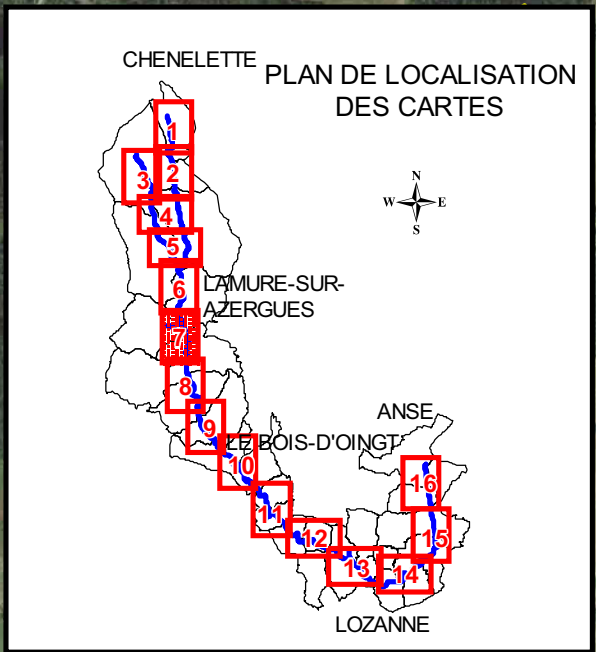 CHENELETTE
PLAN DE LOCALISATION
DES CARTES
1
2
3
4
5
6
7
8
9
10
11
12
13
14
15
16
N
W E
S
LAMURE-SUR-
AZERGUES
ANSE
LE BOIS-D'OINGT
LOZANNE